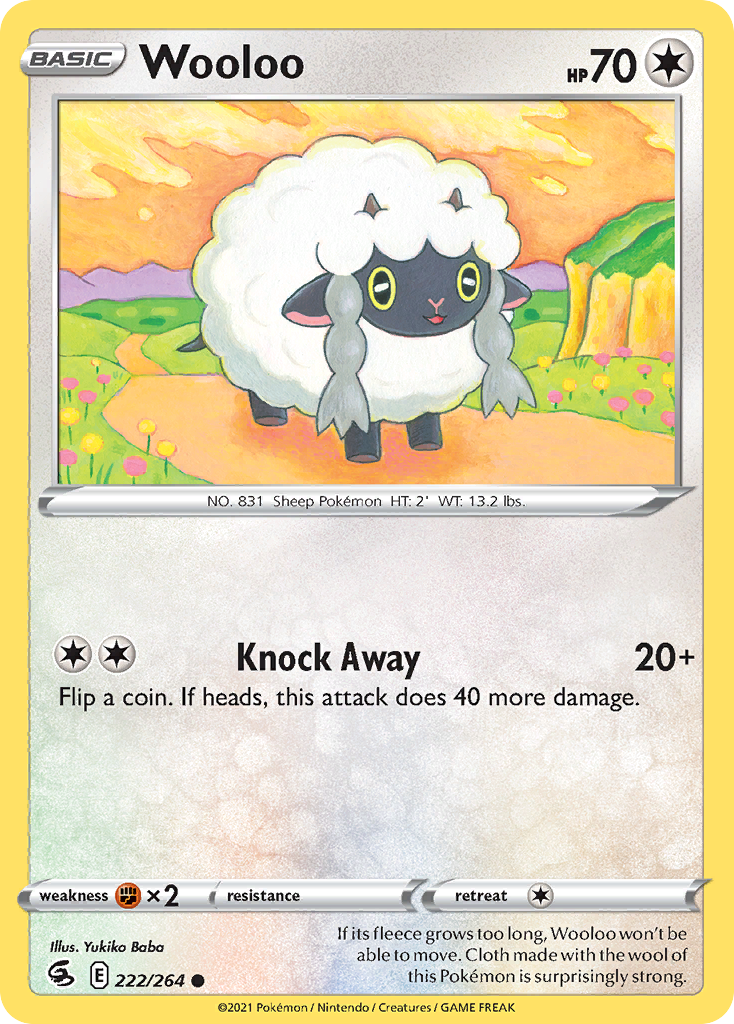 BASIC Wooloo HP 70
NO. 831 Sheep Pokémon HT: 2' WT: 13.2 lbs.
Knock Away 20+
Flip a coin. If heads, this attack does 40 more damage.
weakness ×2 resistance retreat
Illus. Yukiko Baba
If its fleece grows too long, Wooloo won't be
able to move. Cloth made with the wool of
this Pokémon is surprisingly strong.
E 222/264
©2021 Pokémon / Nintendo / Creatures / GAME FREAK